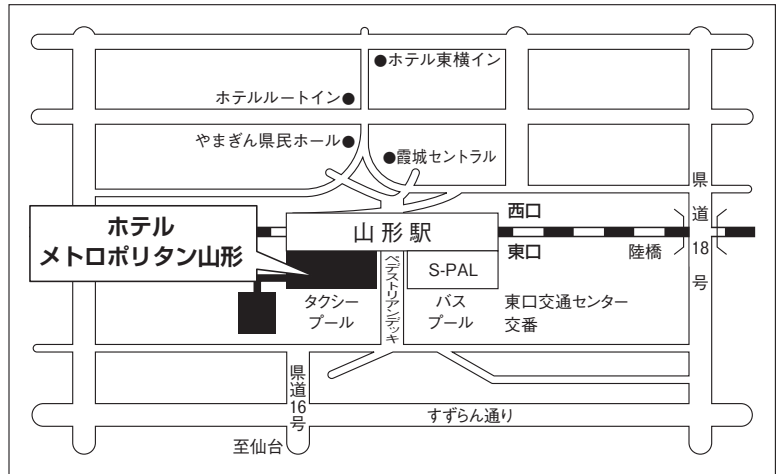 ●ホテル東横イン
ホテルルートイン●
やまぎん県民ホール●
●霞城セントラル
県道18号
ホテル
メトロポリタン山形
山形駅
西口
東口
陸橋
S-PAL
ペデストリアンデッキ
タクシー
プール
バス
プール
東口交通センター
交番
県道16号
すずらん通り
至仙台